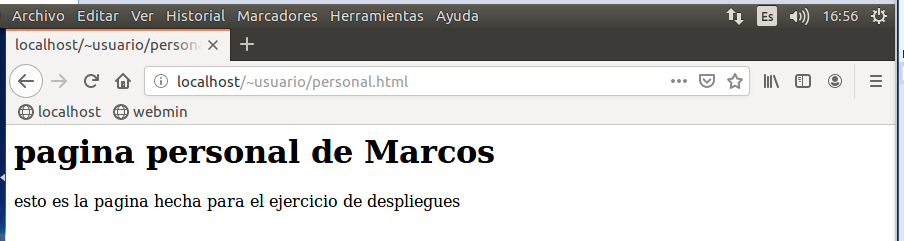 Archivo Editar Ver Historial Marcadores Herramientas Ayuda Es 16:56
localhost/~usuario/persona
localhost/~usuario/personal.html
localhost webmin
pagina personal de Marcos
esto es la pagina hecha para el ejercicio de despliegues